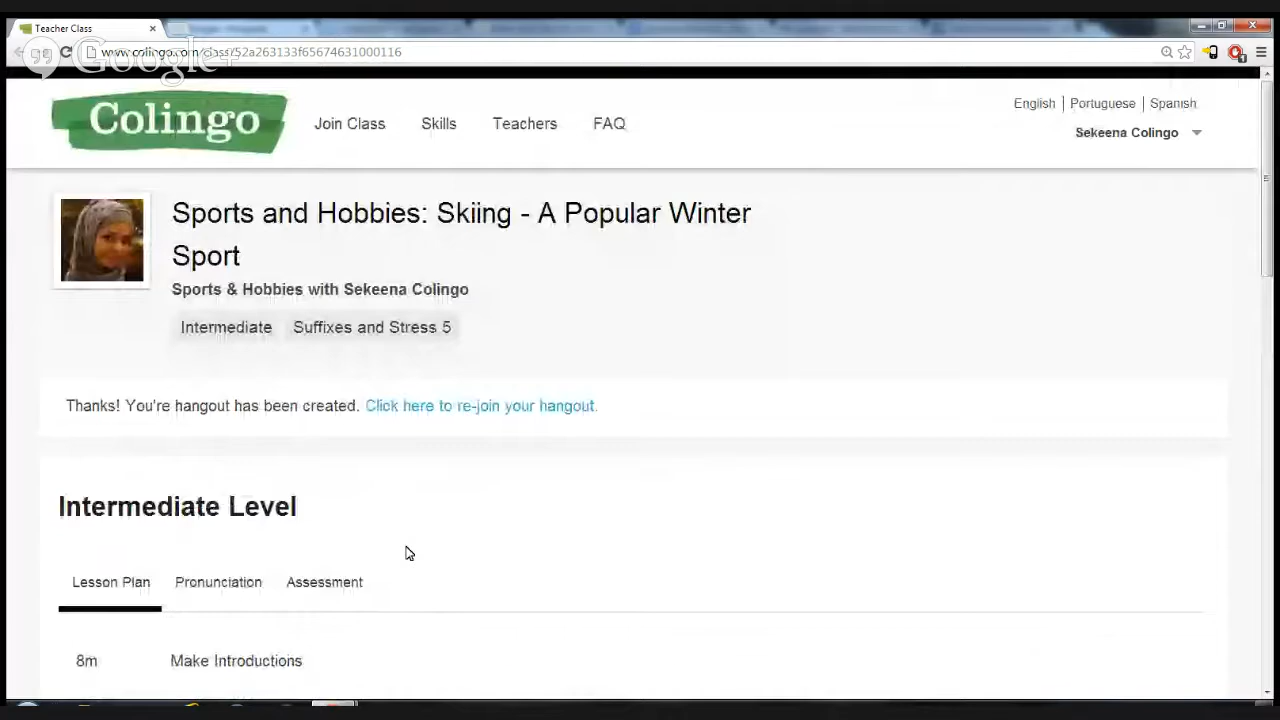 Teacher Class
www.colingo.com/class/52a263133f65674631000116
Google+
Colingo
Join Class
Skills
Teachers
FAQ
English
Portuguese
Spanish
Sekeena Colingo
Sports and Hobbies: Skiing - A Popular Winter
Sport
Sports & Hobbies with Sekeena Colingo
Intermediate
Suffixes and Stress 5
Thanks! You're hangout has been created. Click here to re-join your hangout.
Intermediate Level
Lesson Plan
Pronunciation
Assessment
8m
Make Introductions